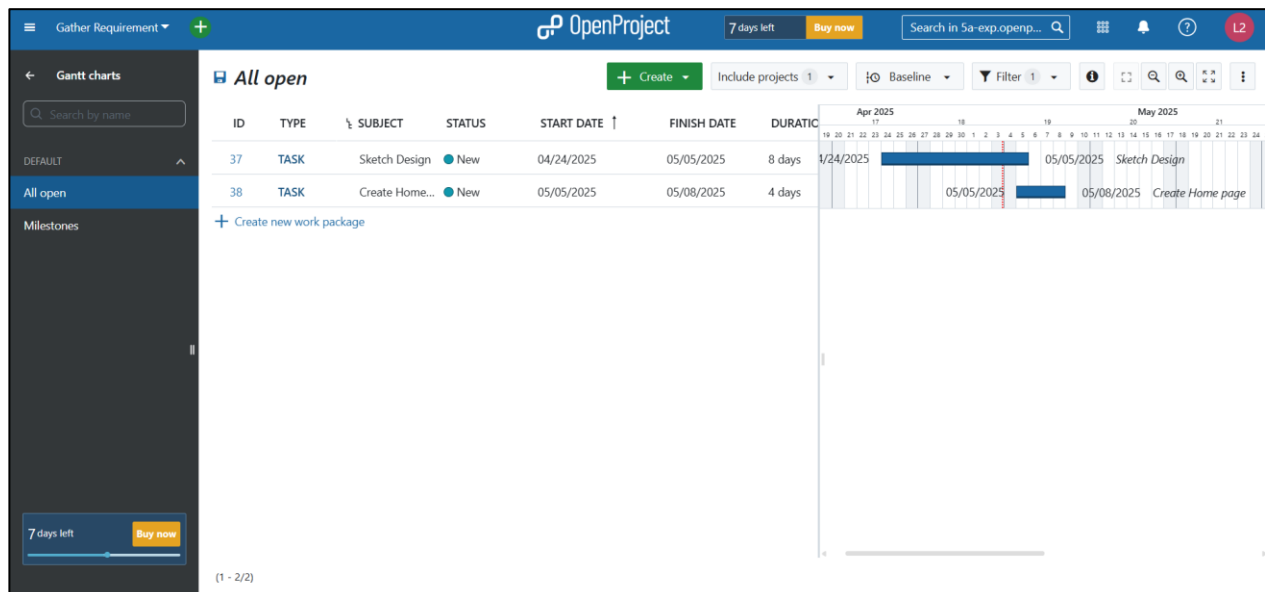 Gather Requirement
OpenProject
7 days left
Buy now
Search in 5a-exp.openp...
?
L2
Gantt charts
Search by name
DEFAULT
All open
Milestones
7 days left
Buy now
All open
+ Create
Include projects 1
Baseline
Filter 1
ID TYPE SUBJECT STATUS START DATE ↑ FINISH DATE DURATIO
37 TASK Sketch Design New 04/24/2025 05/05/2025 8 days
38 TASK Create Home... New 05/05/2025 05/08/2025 4 days
+ Create new work package
(1 - 2/2)
Apr 2025 May 2025
17 18 19 20 21
19 20 21 22 23 24 25 26 27 28 29 30 1 2 3 4 5 6 7 8 9 10 11 12 13 14 15 16 17 18 19 20 21 22 23 24
4/24/2025 05/05/2025 Sketch Design
05/05/2025 05/08/2025 Create Home page